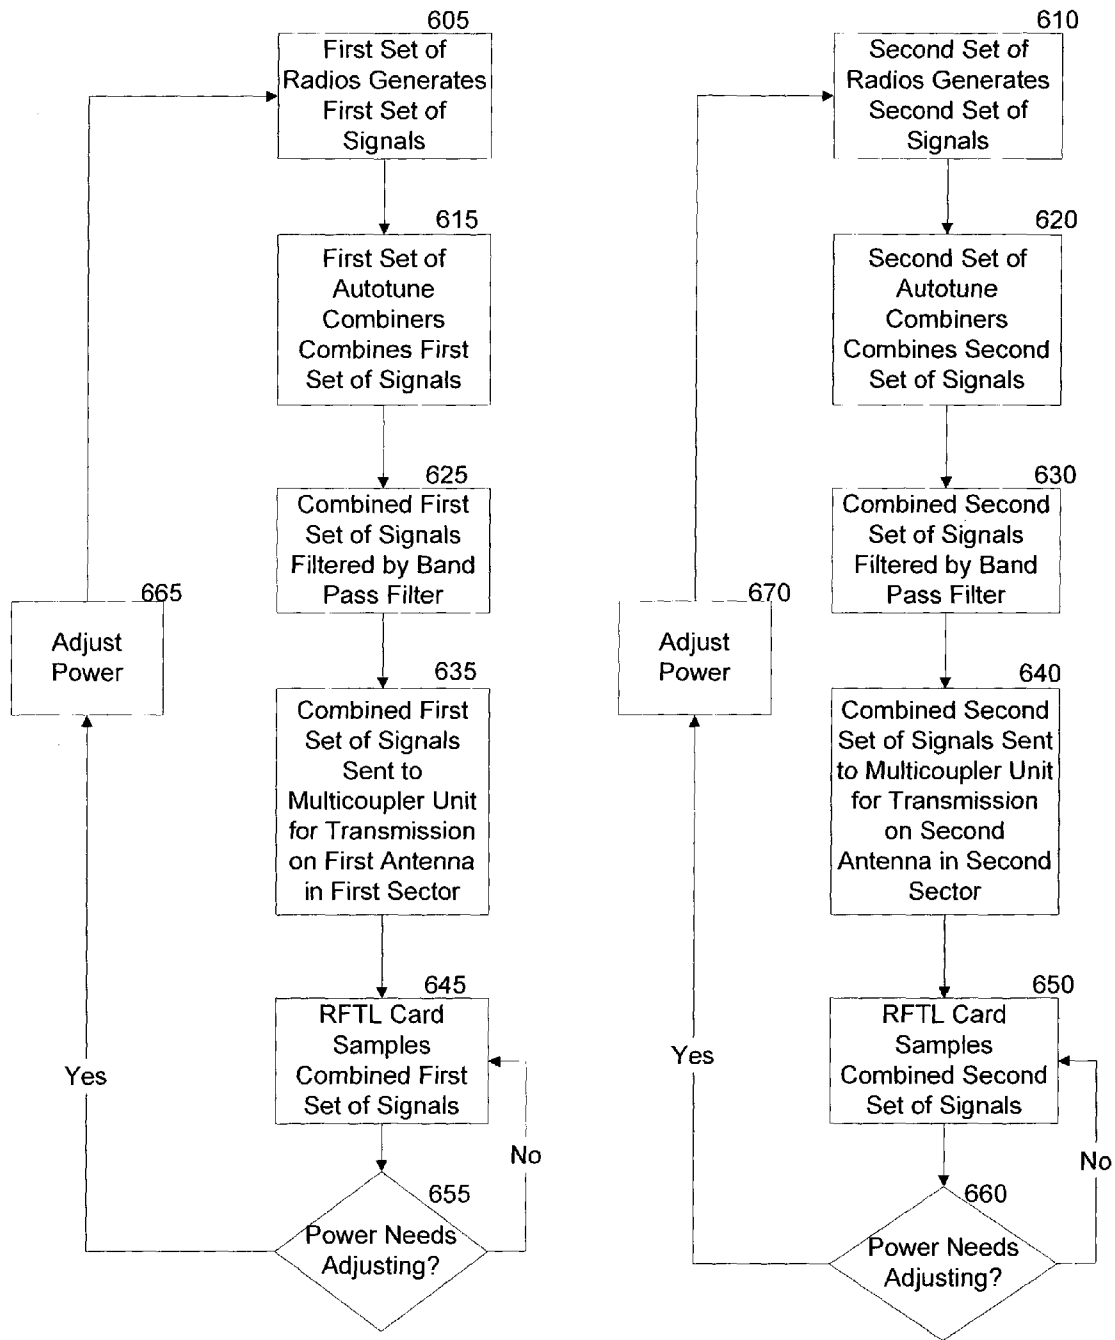 605
First Set of
Radios Generates
First Set of
Signals
615
First Set of
Autotune
Combiners
Combines First
Set of Signals
625
Combined First
Set of Signals
Filtered by Band
Pass Filter
665
Adjust
Power
635
Combined First
Set of Signals
Sent to
Multicoupler Unit
for Transmission
on First Antenna
in First Sector
645
RFTL Card
Samples
Combined First
Set of Signals
Yes
No
655
Power Needs
Adjusting?
610
Second Set of
Radios Generates
Second Set of
Signals
620
Second Set of
Autotune
Combiners
Combines Second
Set of Signals
630
Combined Second
Set of Signals
Filtered by Band
Pass Filter
670
Adjust
Power
640
Combined Second
Set of Signals Sent
to Multicoupler Unit
for Transmission
on Second
Antenna in Second
Sector
650
RFTL Card
Samples
Combined Second
Set of Signals
Yes
No
660
Power Needs
Adjusting?